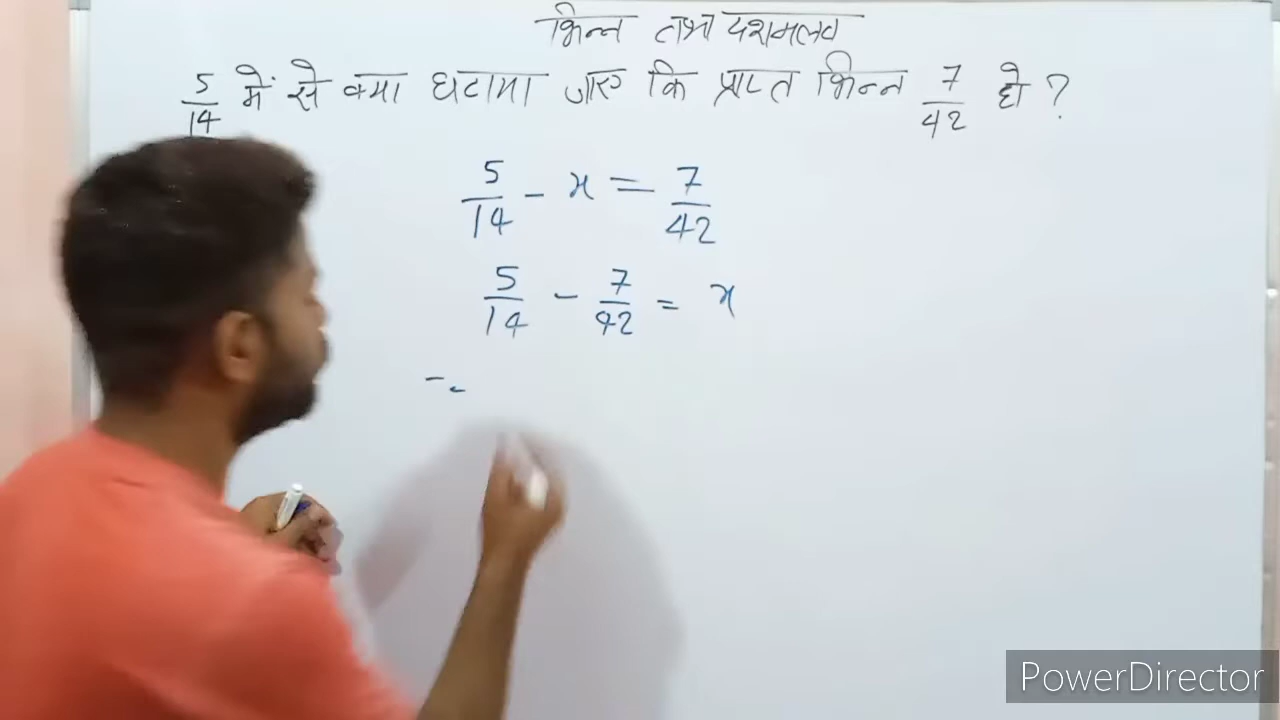 भिन्न तथा दशमलव
5/14 में से क्या घटाया जाए कि प्राप्त भिन्न 7/42 हो ?
5/14 - x = 7/42
5/14 - 7/42 = x
PowerDirector